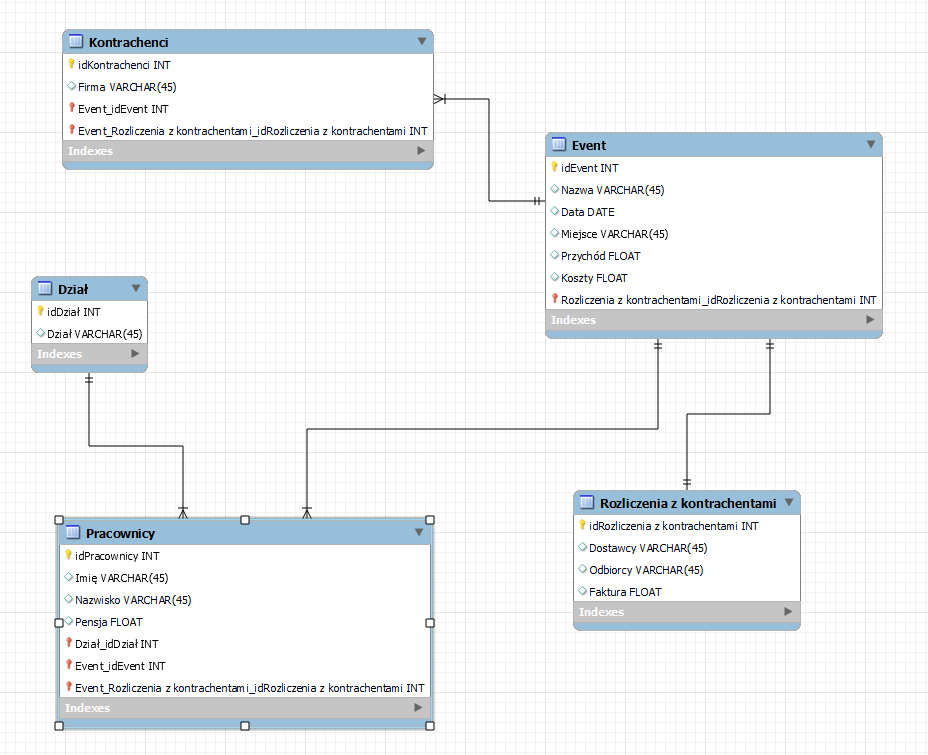 Kontrachenci
idKontrachenci INT
Firma VARCHAR(45)
Event_idEvent INT
Event_Rozliczenia z kontrachentami_idRozliczenia z kontrachentami INT
Indexes
Event
idEvent INT
Nazwa VARCHAR(45)
Data DATE
Miejsce VARCHAR(45)
Przychód FLOAT
Koszty FLOAT
Rozliczenia z kontrachentami_idRozliczenia z kontrachentami INT
Indexes
Dział
idDział INT
Dział VARCHAR(45)
Indexes
Rozliczenia z kontrachentami
idRozliczenia z kontrachentami INT
Dostawcy VARCHAR(45)
Odbiorcy VARCHAR(45)
Faktura FLOAT
Indexes
Pracownicy
idPracownicy INT
Imię VARCHAR(45)
Nazwisko VARCHAR(45)
Pensja FLOAT
Dział_idDział INT
Event_idEvent INT
Event_Rozliczenia z kontrachentami_idRozliczenia z kontrachentami INT
Indexes